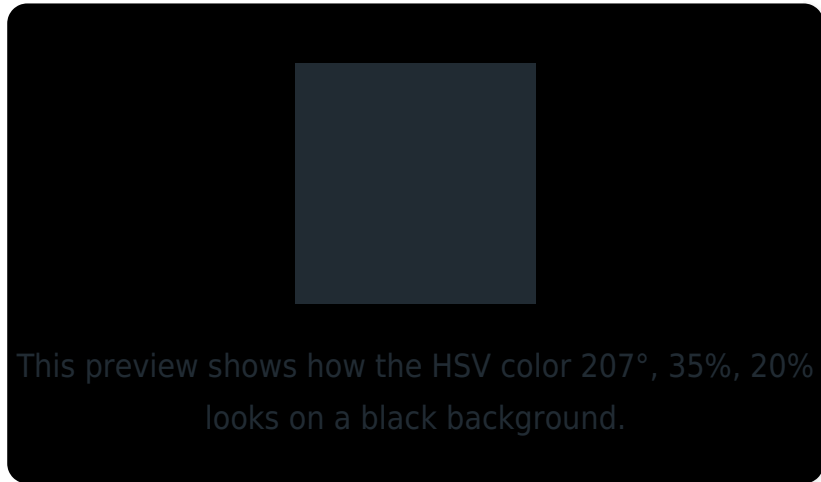 This preview shows how the HSV color 207°, 35%, 20%
looks on a black background.